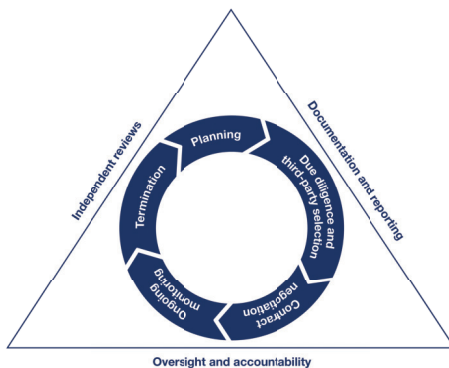 Planning
Due diligence and
third-party selection
Contract
negotiation
Ongoing
monitoring
Termination
Independent reviews
Documentation and reporting
Oversight and accountability